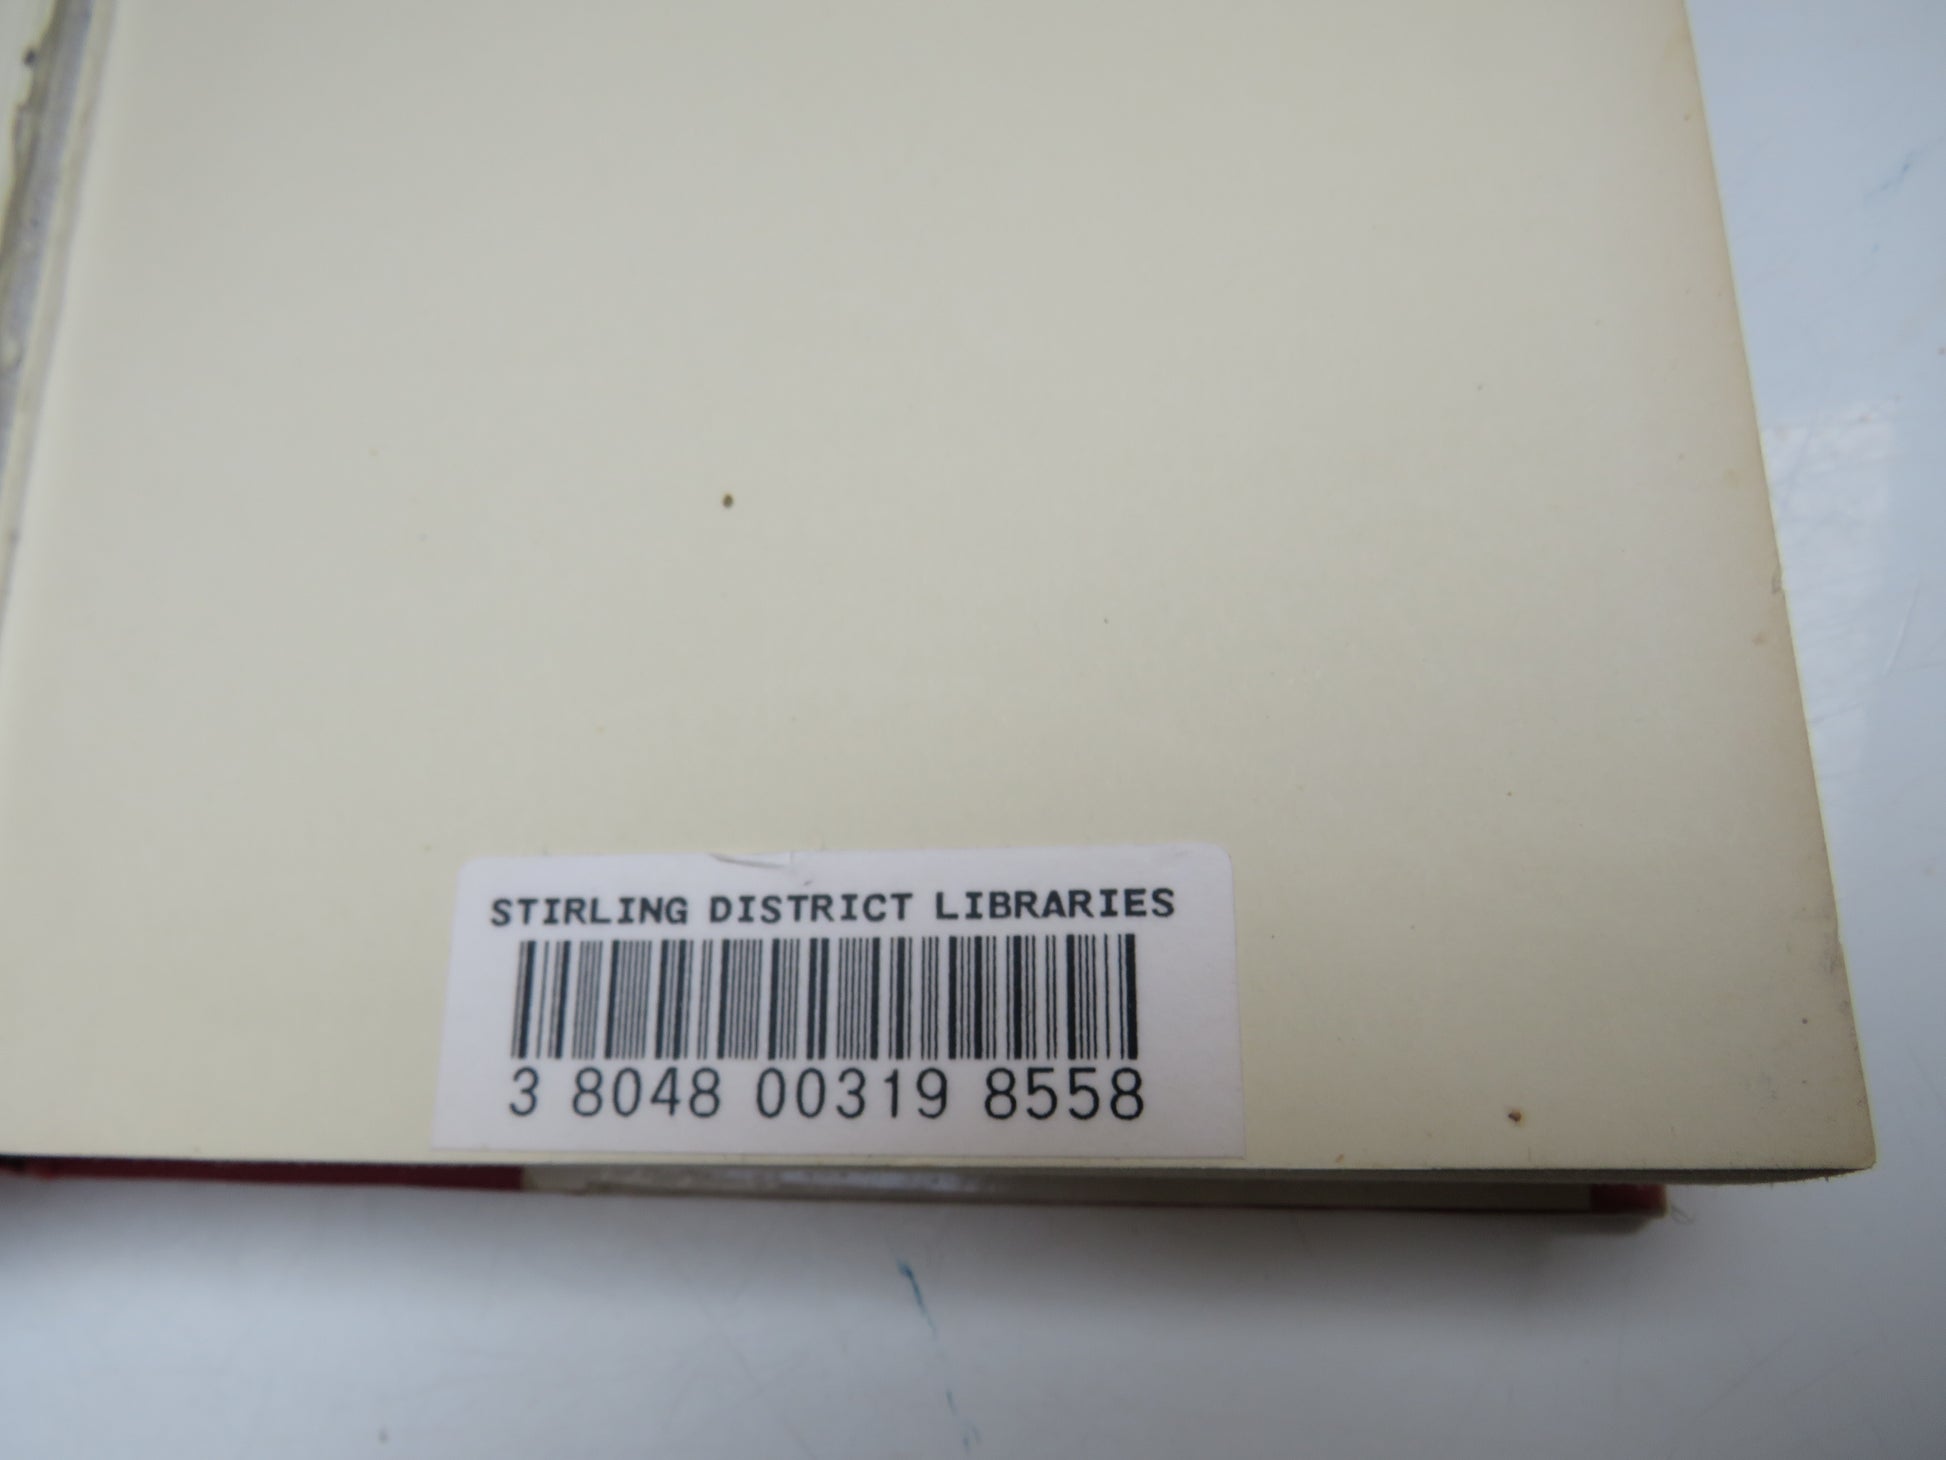 STIRLING DISTRICT LIBRARIES
3 8048 00319 8558